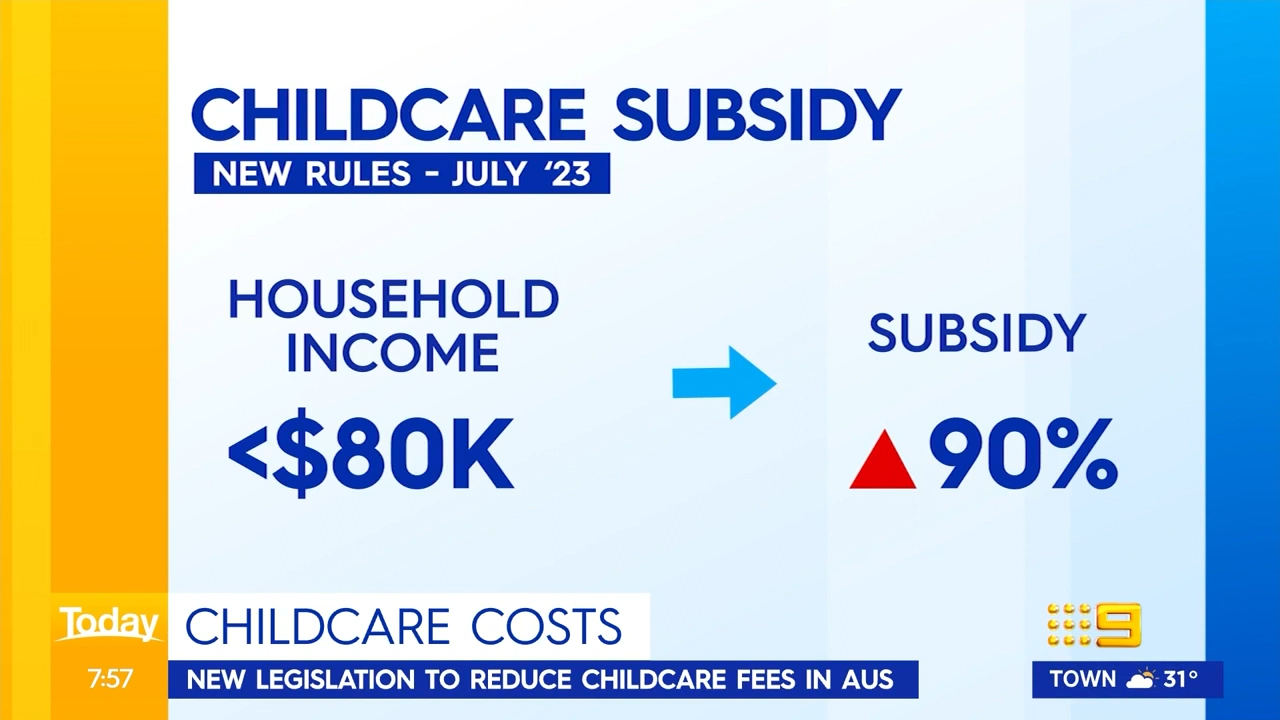 CHILDCARE SUBSIDY
NEW RULES - JULY ‘23
HOUSEHOLD
INCOME
<$80K
SUBSIDY
90%
Today
CHILDCARE COSTS
9
7:57
NEW LEGISLATION TO REDUCE CHILDCARE FEES IN AUS
TOWN 31°